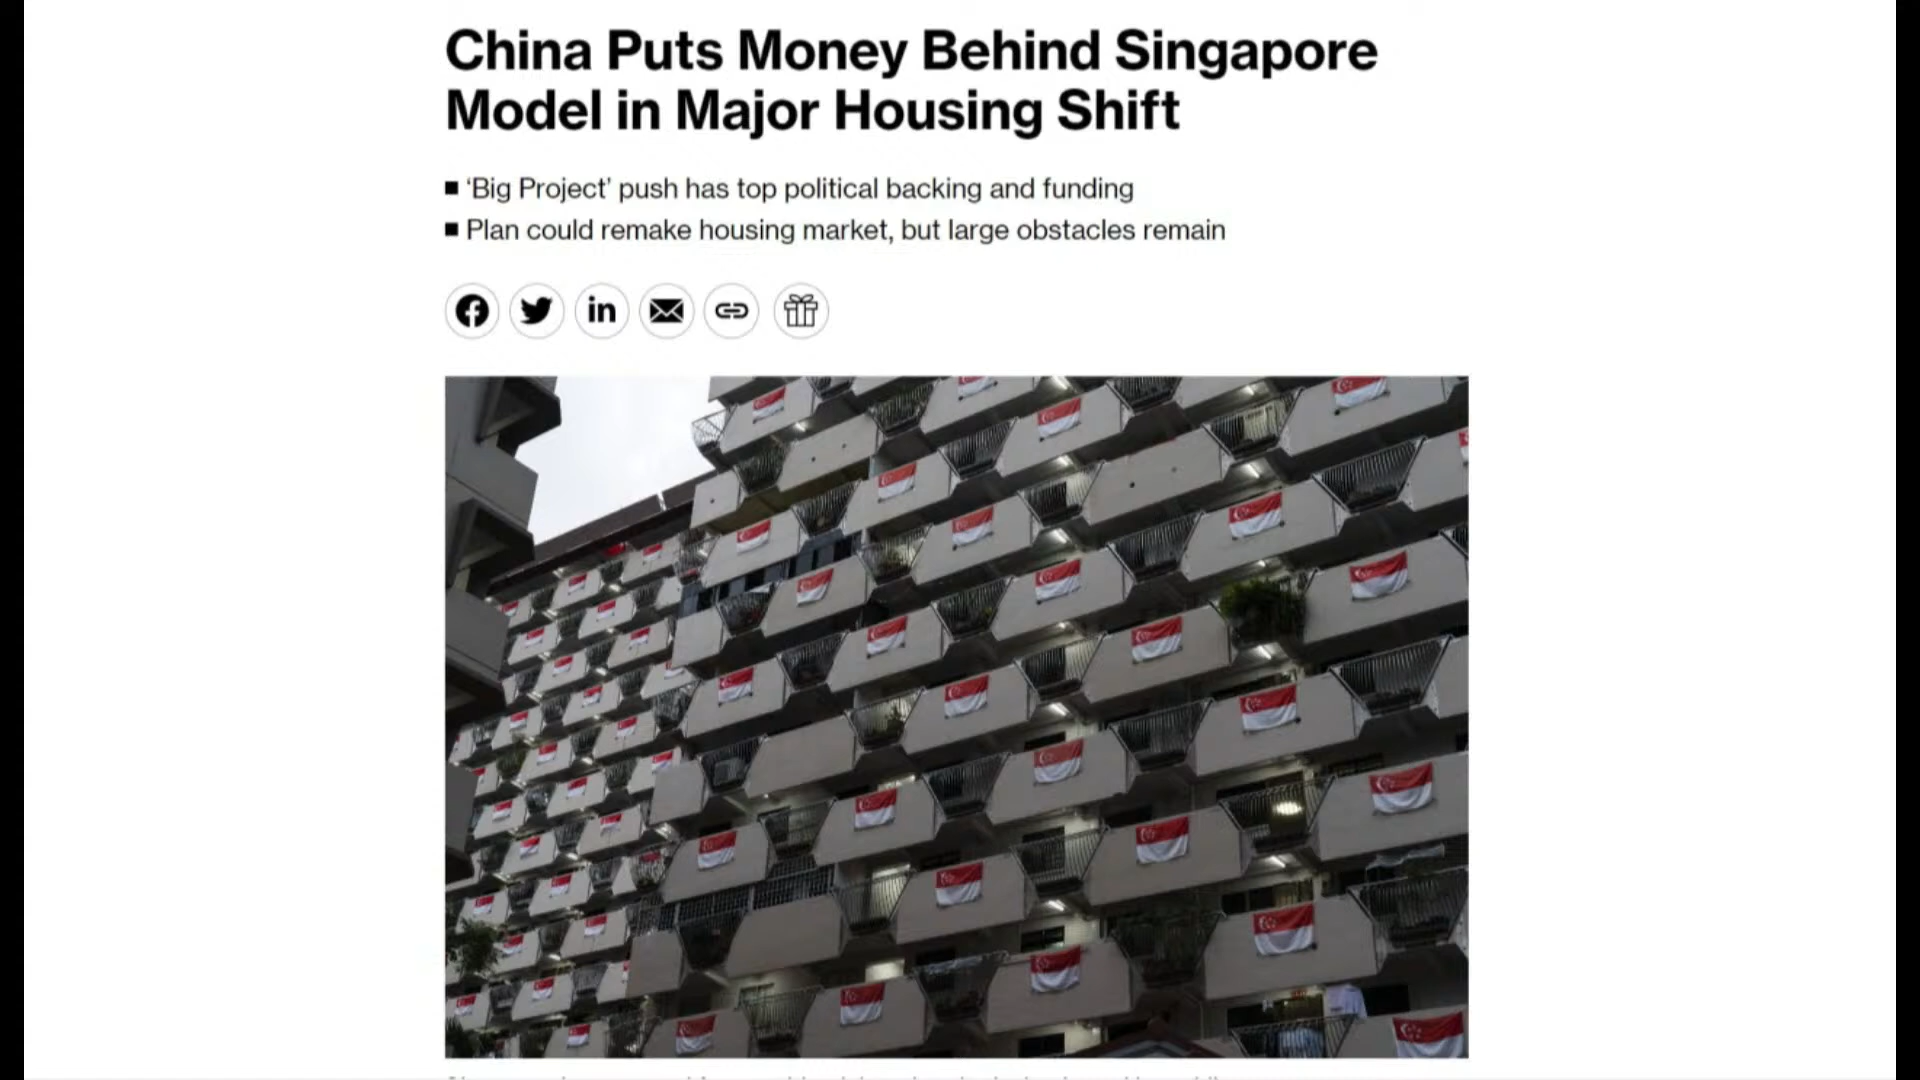 China Puts Money Behind Singapore
Model in Major Housing Shift
‘Big Project’ push has top political backing and funding
Plan could remake housing market, but large obstacles remain
in